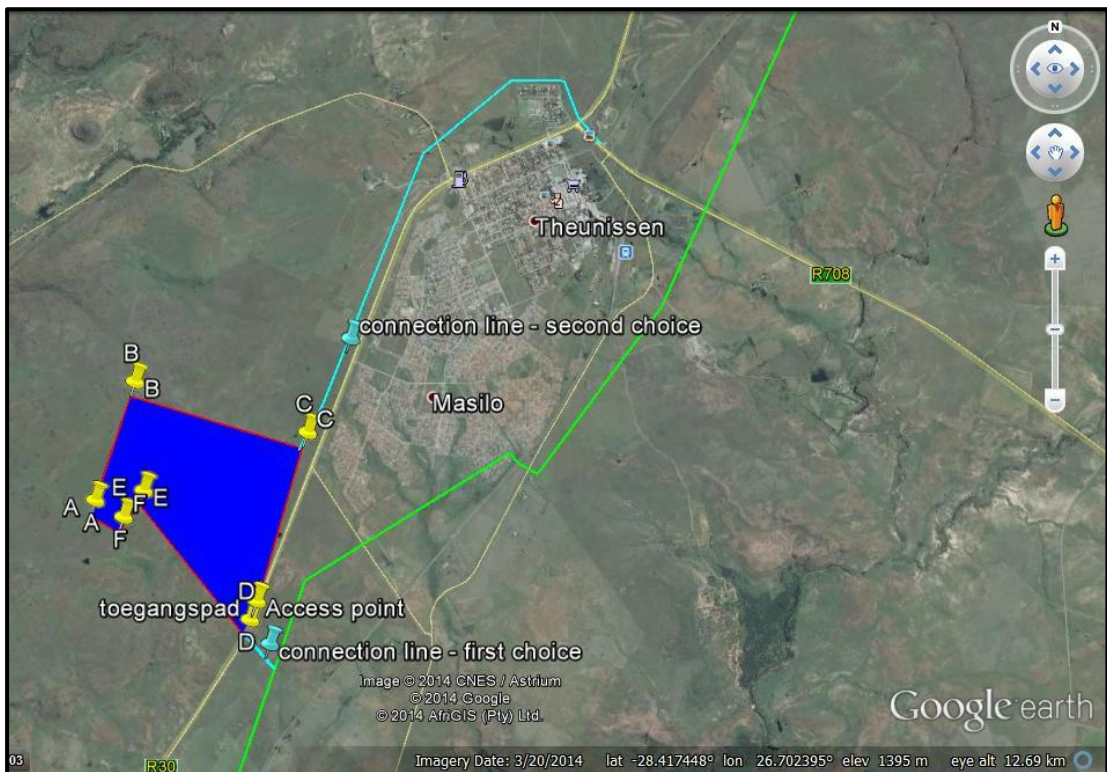 N
Theunissen
R708
connection line - second choice
B
B
Masilo
C
C
E
E
A
A
F
F
D
toegangspad
Access point
D
connection line - first choice
Image © 2014 CNES / Astrium
© 2014 Google
© 2014 AfriGIS (Pty) Ltd.
Google earth
03
R30
Imagery Date: 3/20/2014 lat -28.417448° lon 26.702395° elev 1395 m eye alt 12.69 km